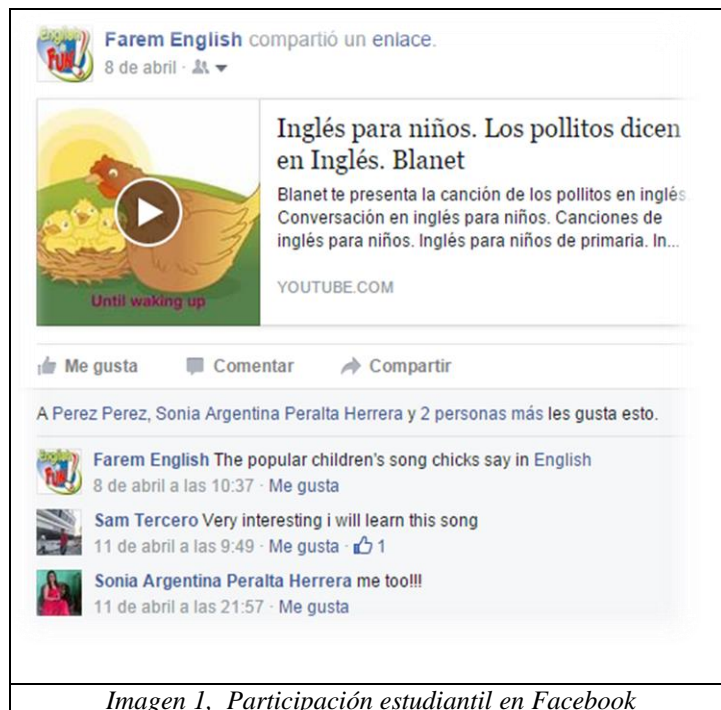 Farem English compartió un enlace.
8 de abril
English
FUN!
Inglés para niños. Los pollitos dicen
en Inglés. Blanet
Blanet te presenta la canción de los pollitos en inglés.
Conversación en inglés para niños. Canciones de
inglés para niños. Inglés para niños de primaria. In...
YOUTUBE.COM
Until waking up
Me gusta Comentar Compartir
A Perez Perez, Sonia Argentina Peralta Herrera y 2 personas más les gusta esto.
English
FUN!
Farem English The popular children's song chicks say in English
8 de abril a las 10:37 · Me gusta
Sam Tercero Very interesting i will learn this song
11 de abril a las 9:49 · Me gusta · 1
Sonia Argentina Peralta Herrera me too!!!
11 de abril a las 21:57 · Me gusta
Imagen 1, Participación estudiantil en Facebook